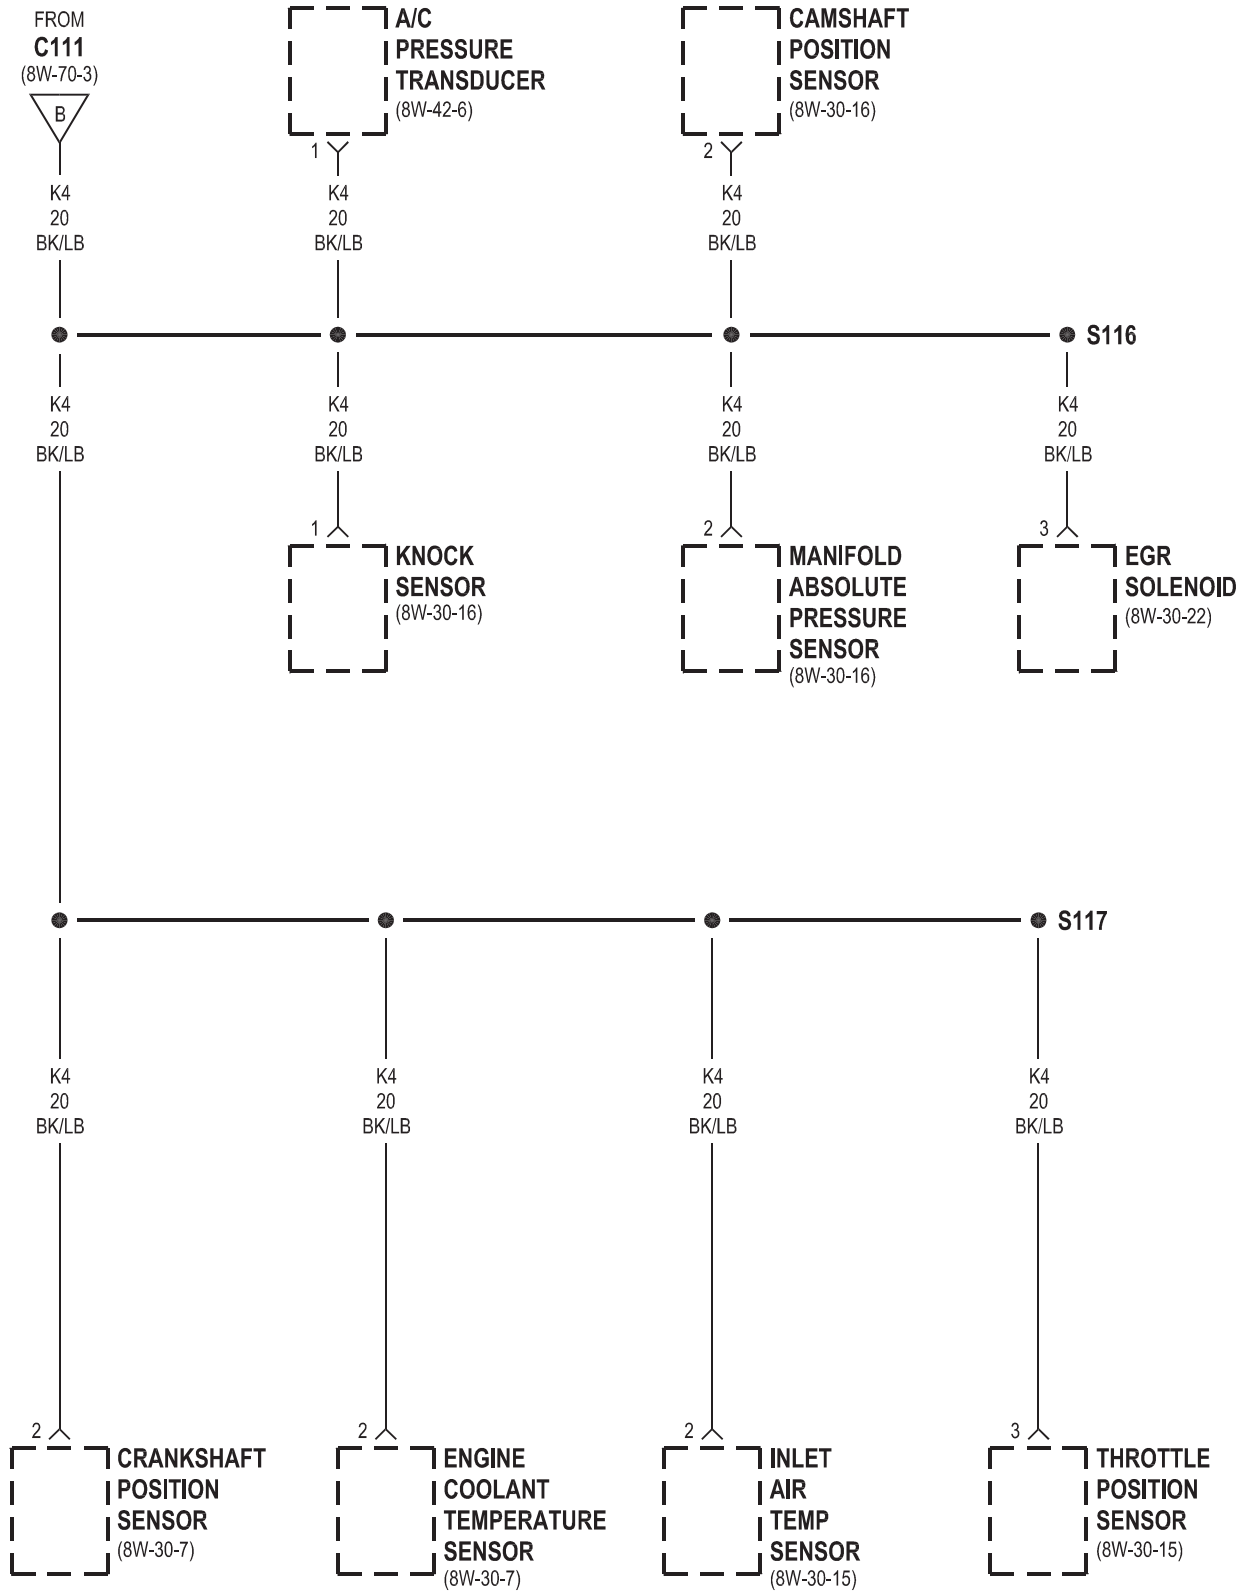 FROM
C111
(8W-70-3)
B
A/C
PRESSURE
TRANSDUCER
(8W-42-6)
CAMSHAFT
POSITION
SENSOR
(8W-30-16)
1
2
K4
20
BK/LB
K4
20
BK/LB
K4
20
BK/LB
S116
K4
20
BK/LB
K4
20
BK/LB
K4
20
BK/LB
K4
20
BK/LB
1
KNOCK
SENSOR
(8W-30-16)
2
MANIFOLD
ABSOLUTE
PRESSURE
SENSOR
(8W-30-16)
3
EGR
SOLENOID
(8W-30-22)
S117
K4
20
BK/LB
K4
20
BK/LB
K4
20
BK/LB
K4
20
BK/LB
2
CRANKSHAFT
POSITION
SENSOR
(8W-30-7)
2
ENGINE
COOLANT
TEMPERATURE
SENSOR
(8W-30-7)
2
INLET
AIR
TEMP
SENSOR
(8W-30-15)
3
THROTTLE
POSITION
SENSOR
(8W-30-15)